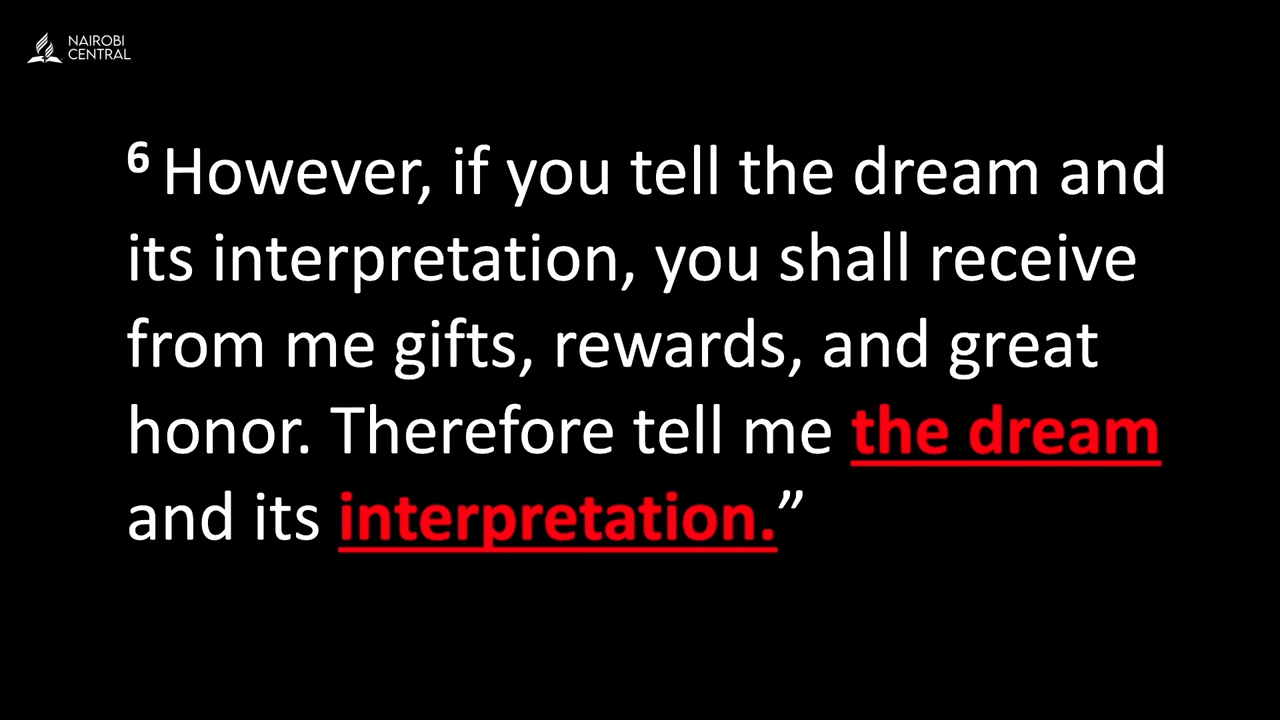 NAIROBI
CENTRAL
6 However, if you tell the dream and
its interpretation, you shall receive
from me gifts, rewards, and great
honor. Therefore tell me the dream
and its interpretation.”